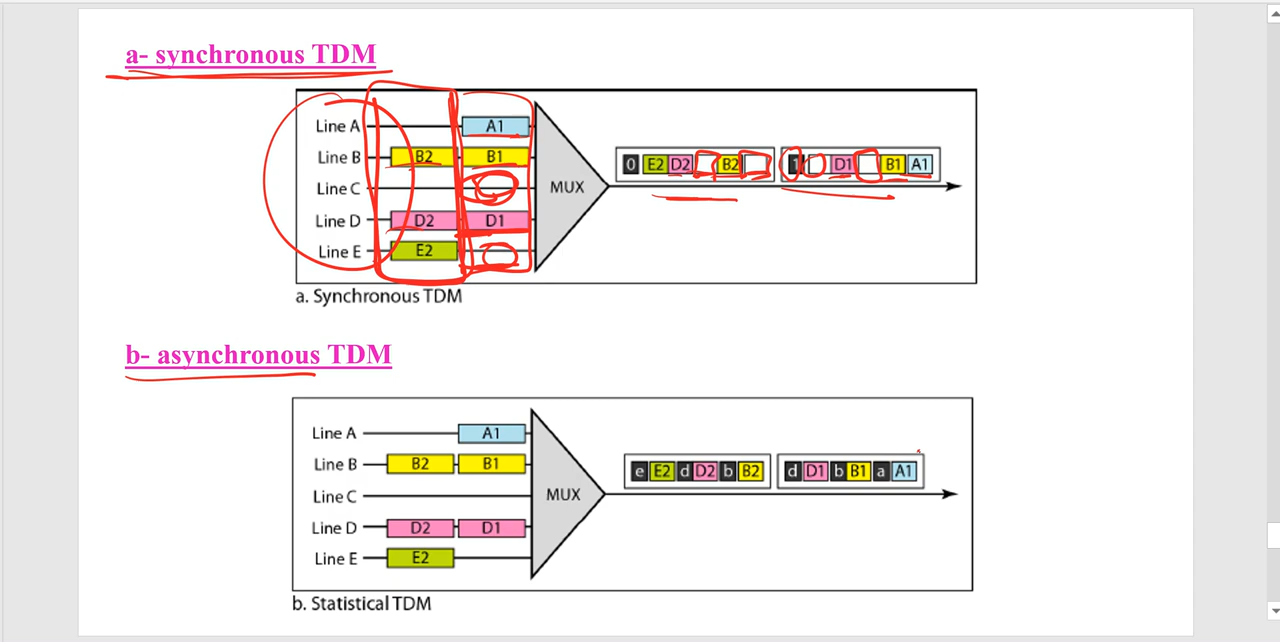 a- synchronous TDM
Line A A1
Line B B2 B1
Line C
Line D D2 D1
Line E E2
MUX
0 E2 D2 B2 1 D1 B1 A1
a. Synchronous TDM
b- asynchronous TDM
Line A A1
Line B B2 B1
Line C
Line D D2 D1
Line E E2
MUX
e E2 d D2 b B2 d D1 b B1 a A1
b. Statistical TDM